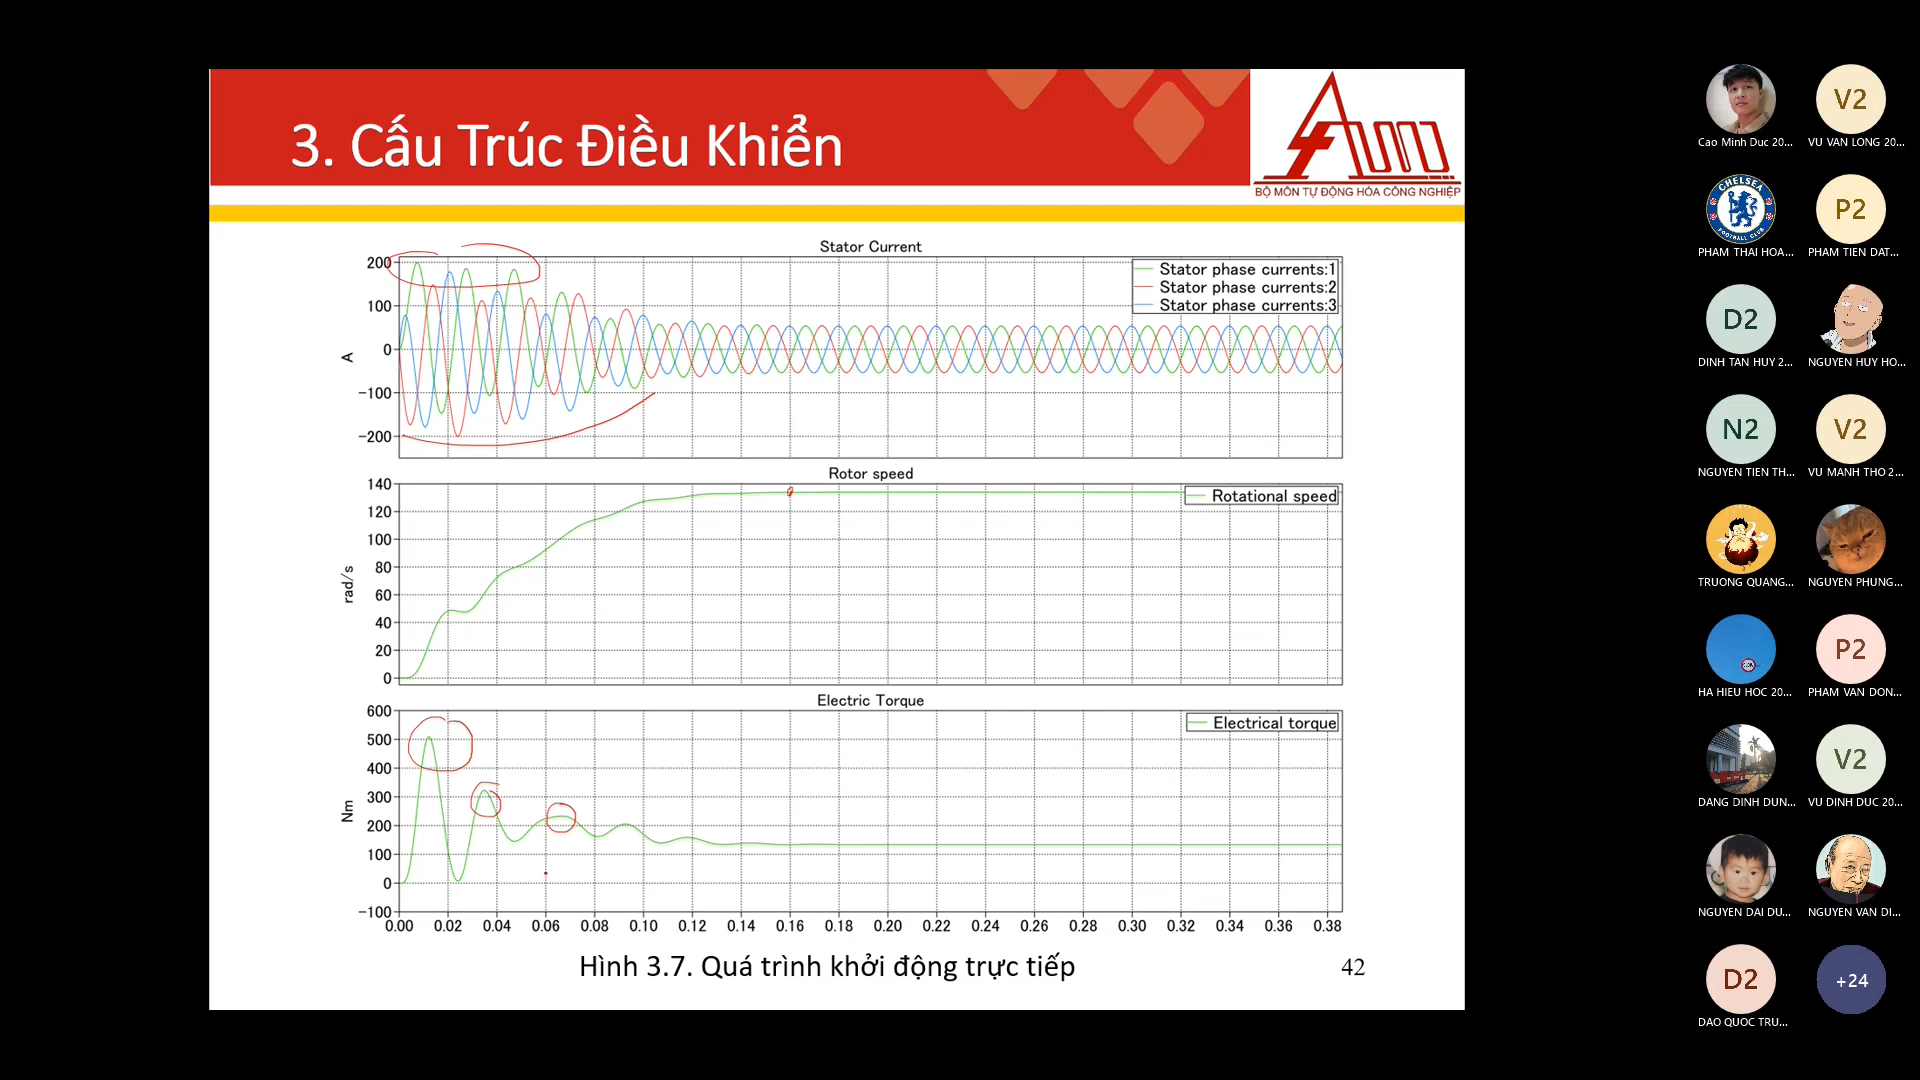 3. Cấu Trúc Điều Khiển
BỘ MÔN TỰ ĐỘNG HÓA CÔNG NGHIỆP
Stator Current
200
100
0
−100
−200
A
Stator phase currents:1
Stator phase currents:2
Stator phase currents:3
Rotor speed
140
120
100
80
60
40
20
0
rad/s
Rotational speed
Electric Torque
600
500
400
300
200
100
0
−100
Nm
Electrical torque
0.00 0.02 0.04 0.06 0.08 0.10 0.12 0.14 0.16 0.18 0.20 0.22 0.24 0.26 0.28 0.30 0.32 0.34 0.36 0.38
Hình 3.7. Quá trình khởi động trực tiếp
42
Cao Minh Duc 20...
V2
VU VAN LONG 20...
CHELSEA
FOOTBALL CLUB
PHAM THAI HOA...
P2
PHAM TIEN DAT...
D2
DINH TAN HUY 2...
NGUYEN HUY HO...
N2
NGUYEN TIEN TH...
V2
VU MANH THO 2...
TRUONG QUANG...
NGUYEN PHUNG...
HA HIEU HOC 20...
P2
PHAM VAN DON...
DANG DINH DUN...
V2
VU DINH DUC 20...
NGUYEN DAI DU...
NGUYEN VAN DI...
D2
DAO QUOC TRU...
+24